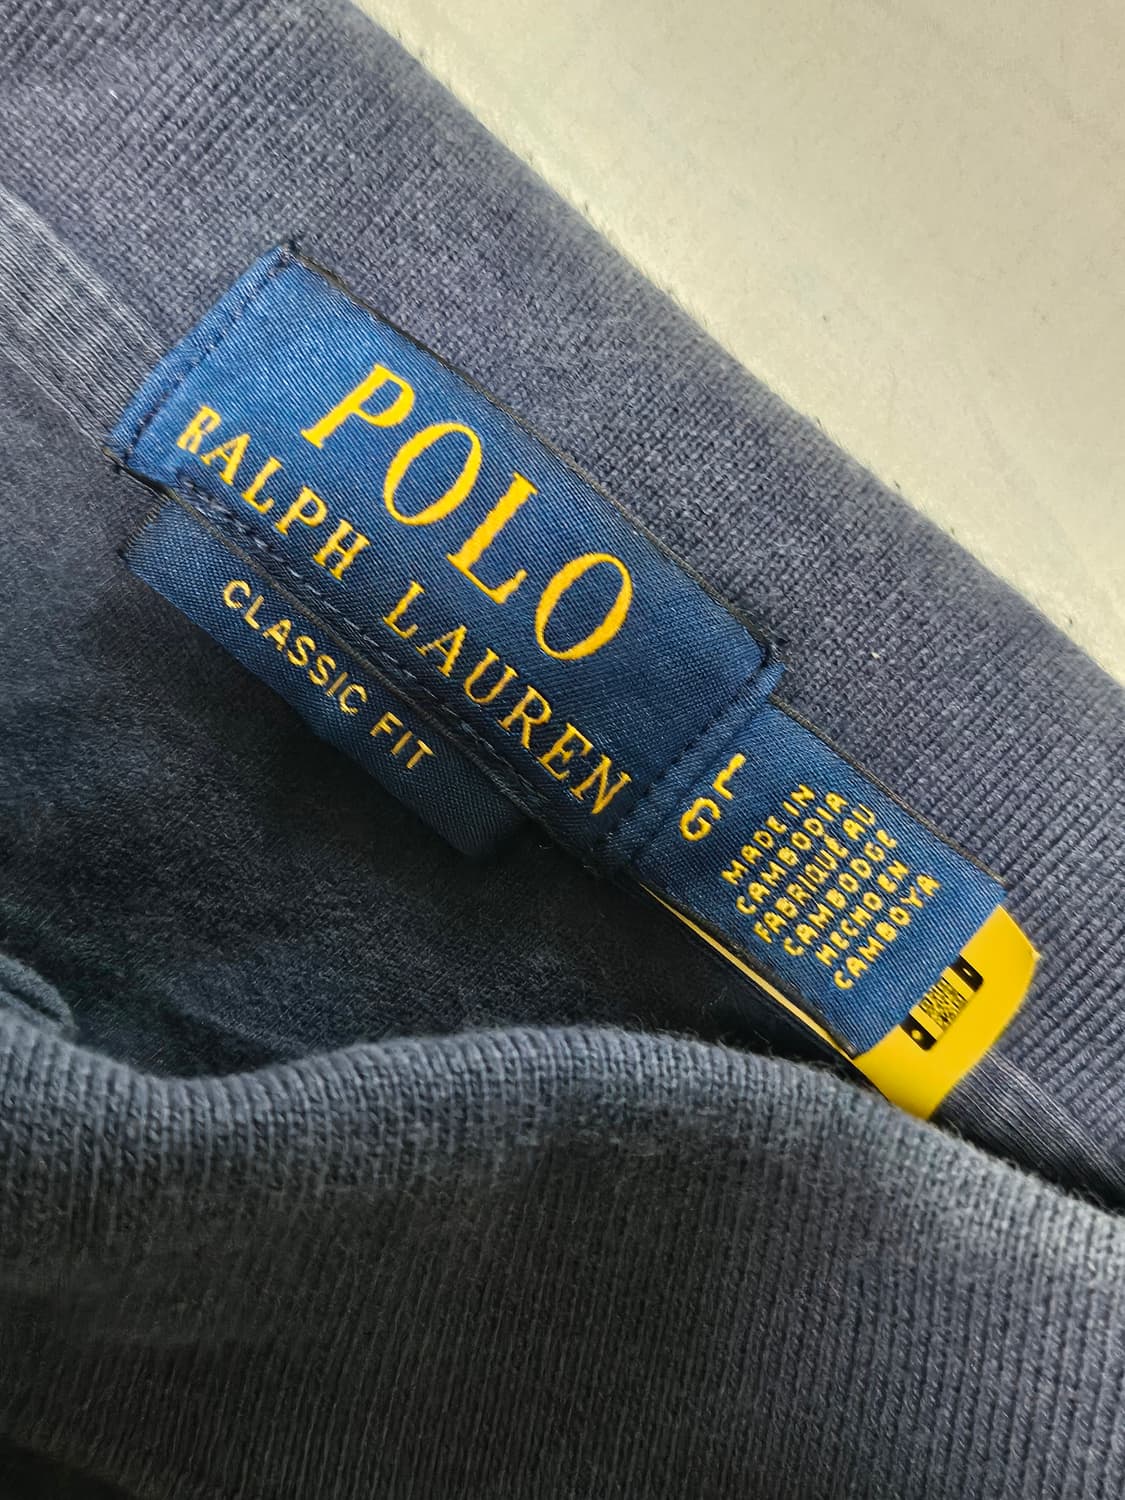 POLO
RALPH LAUREN
CLASSIC FIT
L
G
MADE IN
CAMBODIA
FABRIQUÉ AU
CAMBODGE
HECHO EN
CAMBOYA